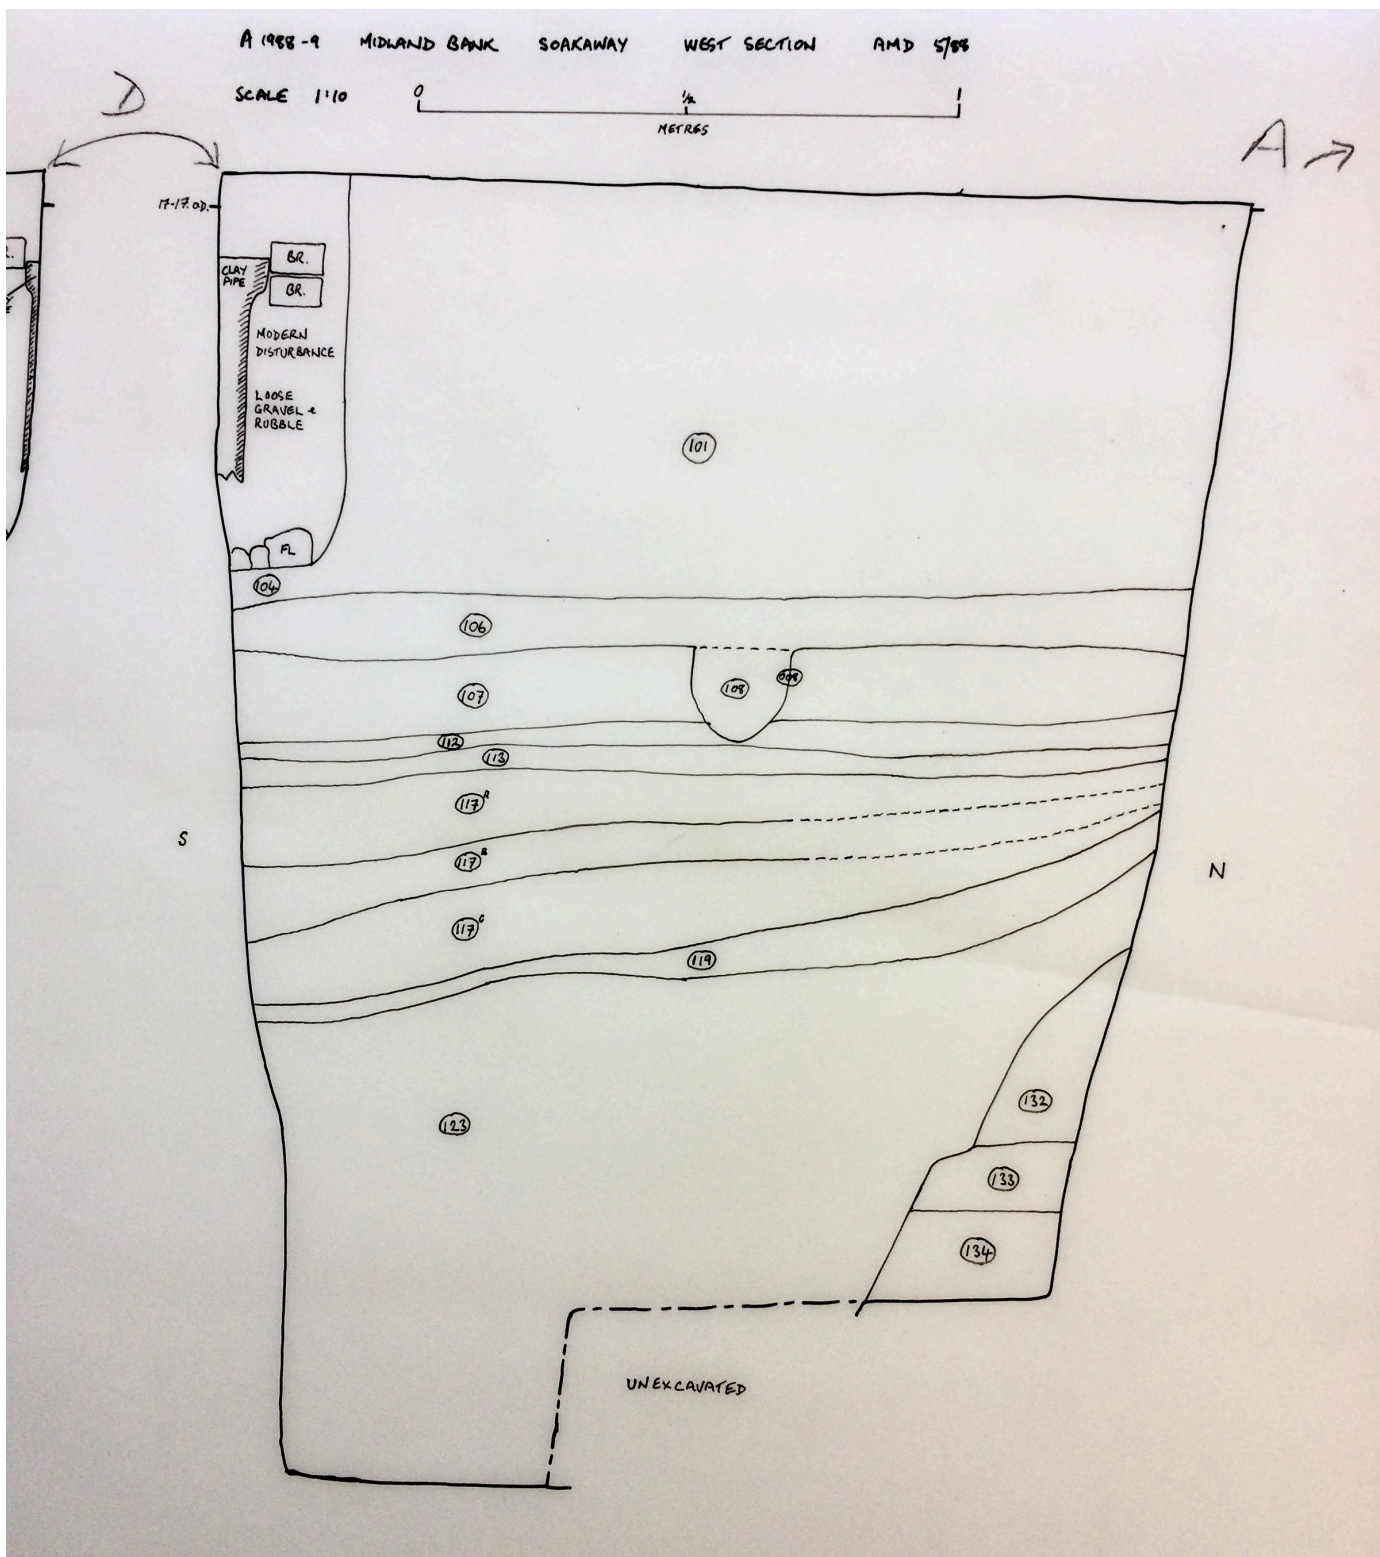 A 1988-9 MIDLAND BANK SOAKAWAY WEST SECTION AMD 5/88
SCALE 1:10
0 ½ 1
METRES
D
A
17·17.O.D.
R.
CLAY
PIPE
BR.
BR.
MODERN
DISTURBANCE
LOOSE
GRAVEL &
RUBBLE
101
FL
104
106
107
108
112
113
117A
S
117B
N
117C
119
123
132
133
134
UNEXCAVATED